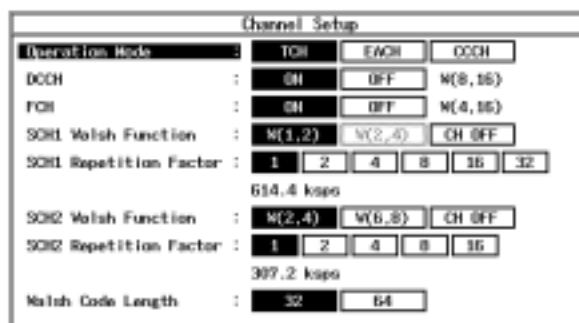 Channel Setup
Operation Mode : TCH EACH CCCH
DCCH : ON OFF W(8,16)
FCH : ON OFF W(4,16)
SCH1 Walsh Function : W(1,2) W(2,4) CH OFF
SCH1 Repetition Factor : 1 2 4 8 16 32
614.4 ksps
SCH2 Walsh Function : W(2,4) W(6,8) CH OFF
SCH2 Repetition Factor : 1 2 4 8 16
307.2 ksps
Walsh Code Length : 32 64